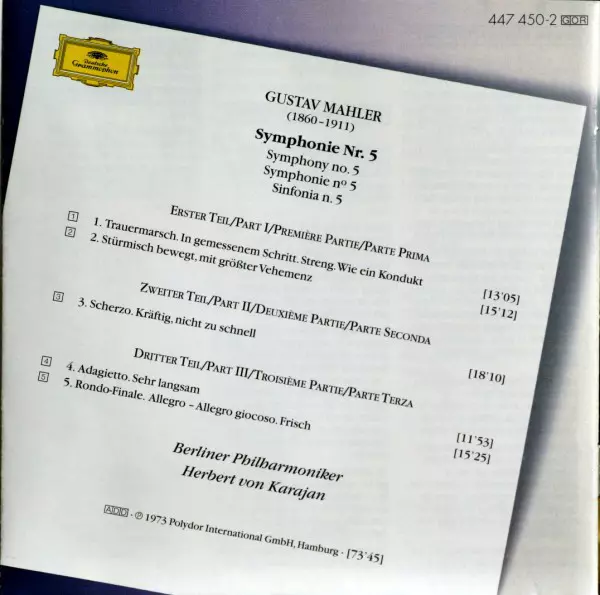 447 450-2 GOR
Deutsche
Grammophon
GUSTAV MAHLER
(1860–1911)
Symphonie Nr. 5
Symphony no. 5
Symphonie nº 5
Sinfonia n. 5
ERSTER TEIL/PART I/PREMIÈRE PARTIE/PARTE PRIMA
1 1. Trauermarsch. In gemessenem Schritt. Streng. Wie ein Kondukt [13'05]
2 2. Stürmisch bewegt, mit größter Vehemenz [15'12]
ZWEITER TEIL/PART II/DEUXIÈME PARTIE/PARTE SECONDA
3 3. Scherzo. Kräftig, nicht zu schnell [18'10]
DRITTER TEIL/PART III/TROISIÈME PARTIE/PARTE TERZA
4 4. Adagietto. Sehr langsam [11'53]
5 5. Rondo-Finale. Allegro – Allegro giocoso. Frisch [15'25]
Berliner Philharmoniker
Herbert von Karajan
ADD · ℗ 1973 Polydor International GmbH, Hamburg · [73'45]